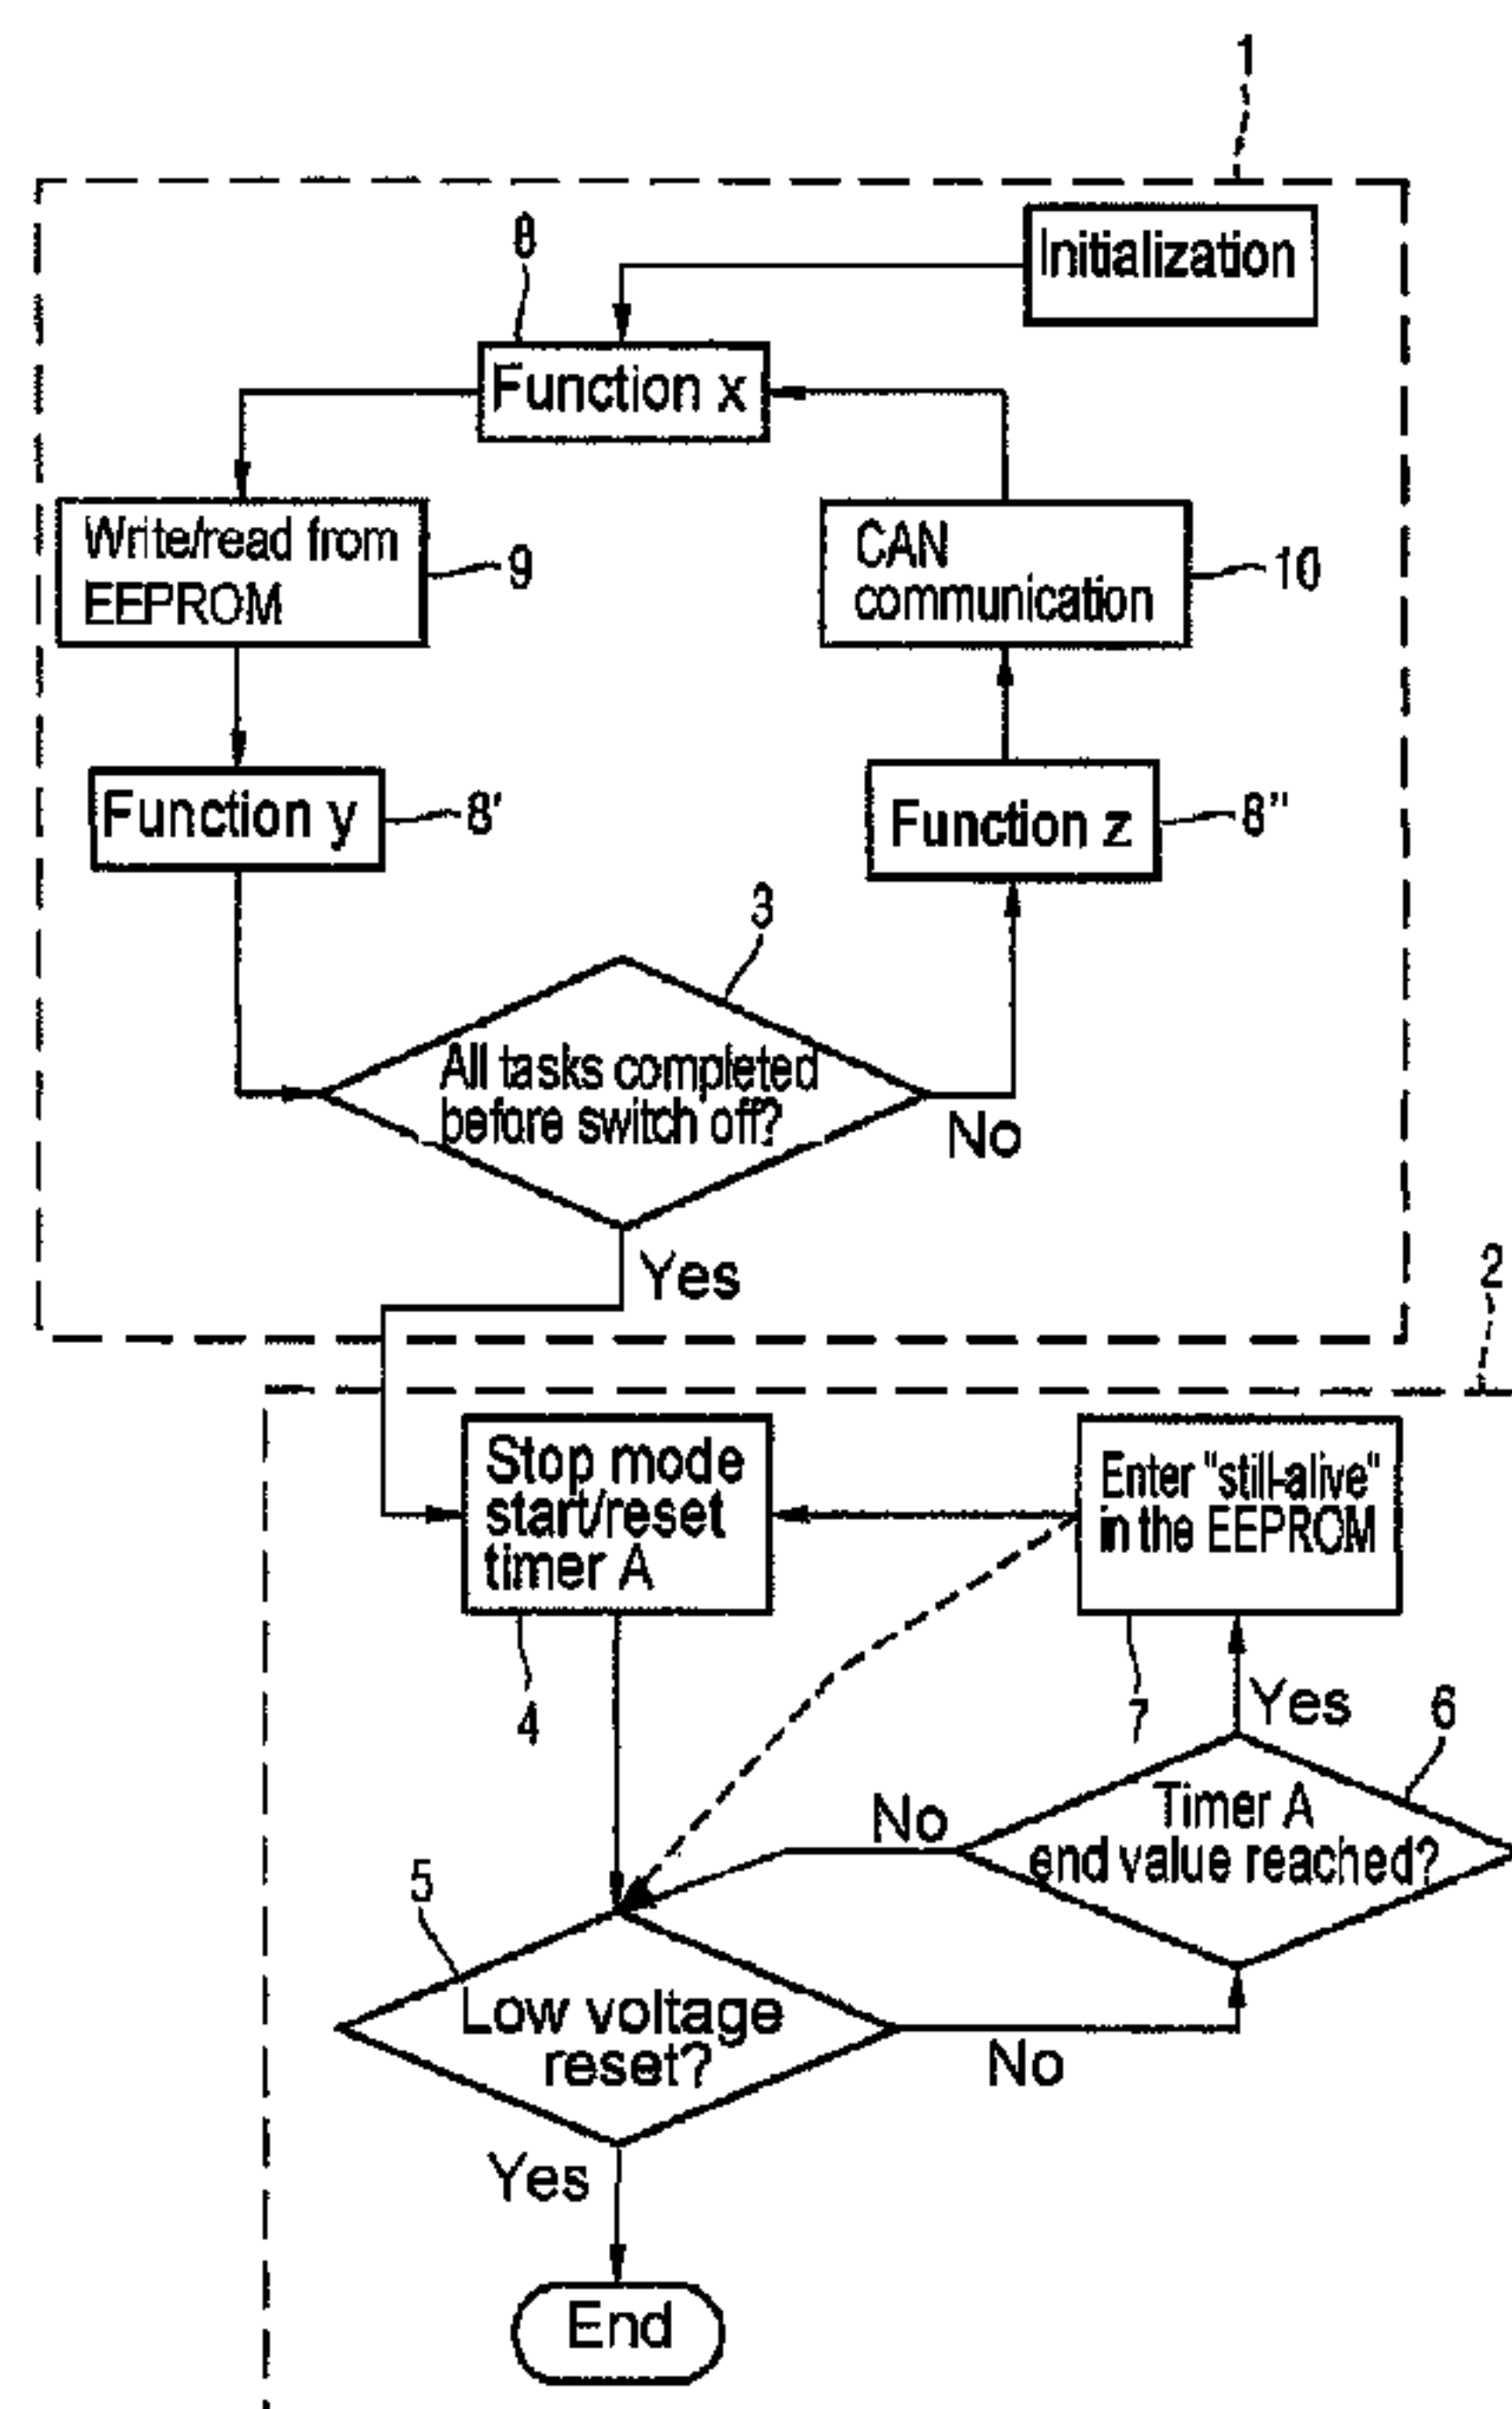 1
Initialization
8
Function x
Write/read from
EEPROM
9
CAN
communication
10
Function y
8'
Function z
8"
3
All tasks completed
before switch off?
No
Yes
2
Stop mode
start/reset
timer A
4
Enter "still-alive"
in the EEPROM
7
Yes
6
Timer A
end value reached?
No
5
Low voltage
reset?
No
Yes
End